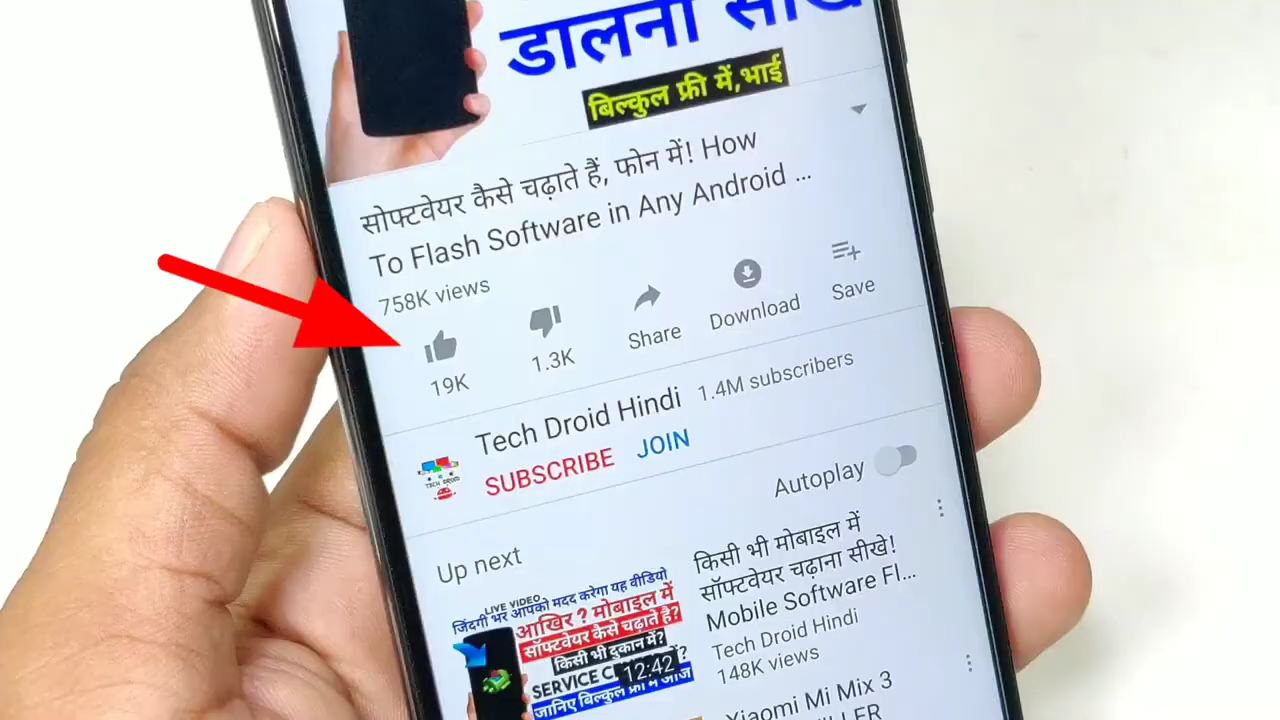 डालना सीखे
बिल्कुल फ्री में,भाई
सोफ्टवेयर कैसे चढ़ाते हैं, फोन में! How
To Flash Software in Any Android ...
758K views
19K
1.3K
Share
Download
Save
Tech Droid Hindi 1.4M subscribers
TECH DROID
SUBSCRIBE JOIN
Autoplay
Up next
LIVE VIDEO
जिंदगी भर आपको मदद करेगा यह वीडियो
आखिर ? मोबाइल में
सॉफ्टवेयर कैसे चढ़ाते है?
किसी भी दुकान में?
SERVICE
12:42
जानिए बिल्कुल फ्री में आज
किसी भी मोबाइल में
सॉफ्टवेयर चढ़ाना सीखे!
Mobile Software Fl...
Tech Droid Hindi
148K views
Xiaomi Mi Mix 3